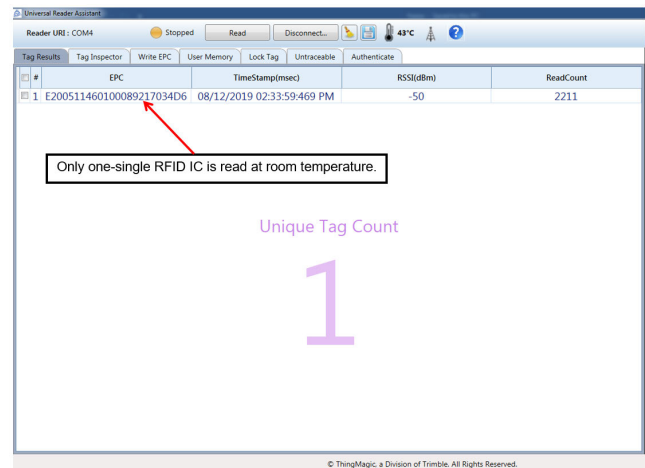 Universal Reader Assistant
Reader URI : COM4 Stopped Read Disconnect... 43°C ?
Tag Results Tag Inspector Write EPC User Memory Lock Tag Untraceable Authenticate
# EPC TimeStamp(msec) RSSI(dBm) ReadCount
1 E200511460100089217034D6 08/12/2019 02:33:59:469 PM -50 2211
Only one-single RFID IC is read at room temperature.
Unique Tag Count
1
© ThingMagic, a Division of Trimble. All Rights Reserved.